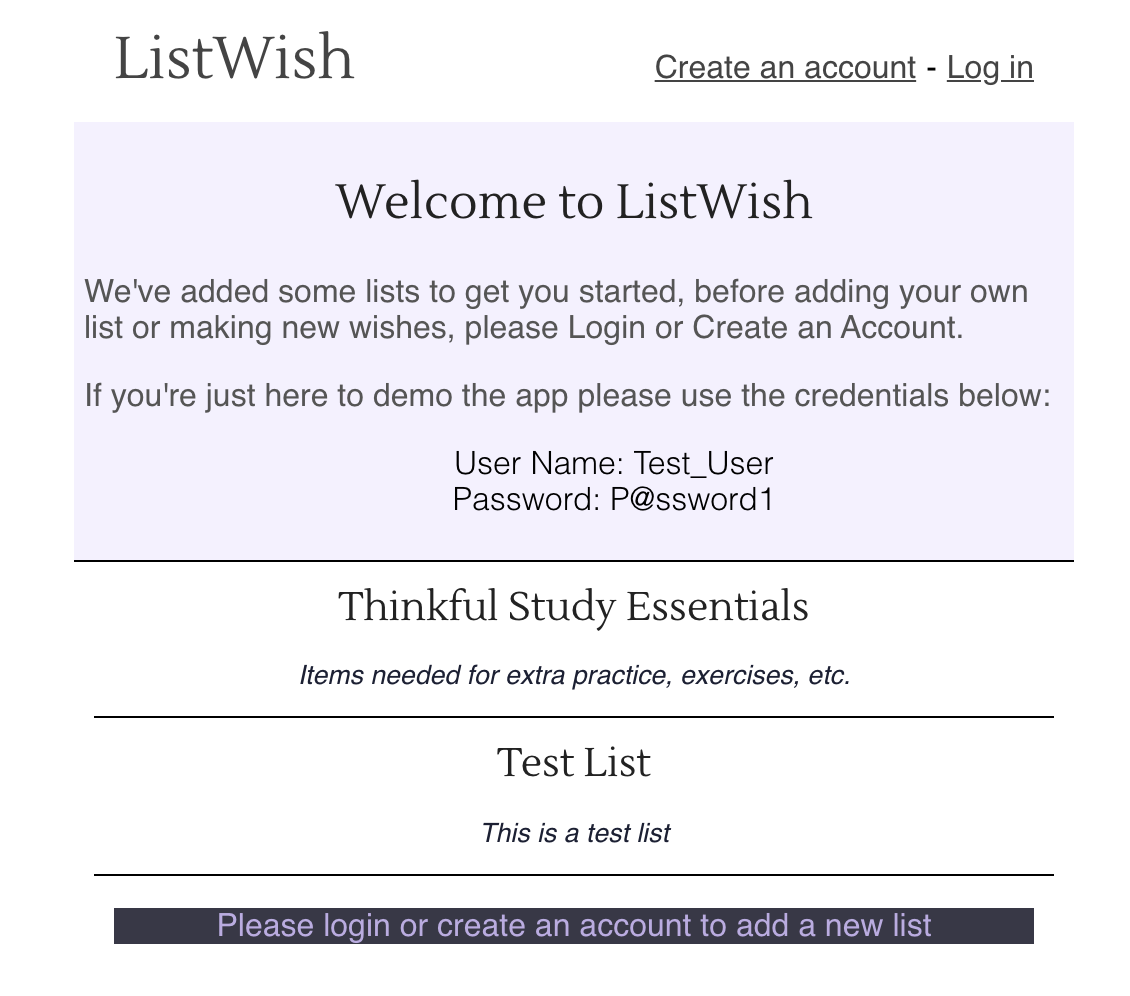 ListWish
Create an account - Log in
Welcome to ListWish
We've added some lists to get you started, before adding your own
list or making new wishes, please Login or Create an Account.
If you're just here to demo the app please use the credentials below:
User Name: Test_User
Password: P@ssword1
Thinkful Study Essentials
Items needed for extra practice, exercises, etc.
Test List
This is a test list
Please login or create an account to add a new list